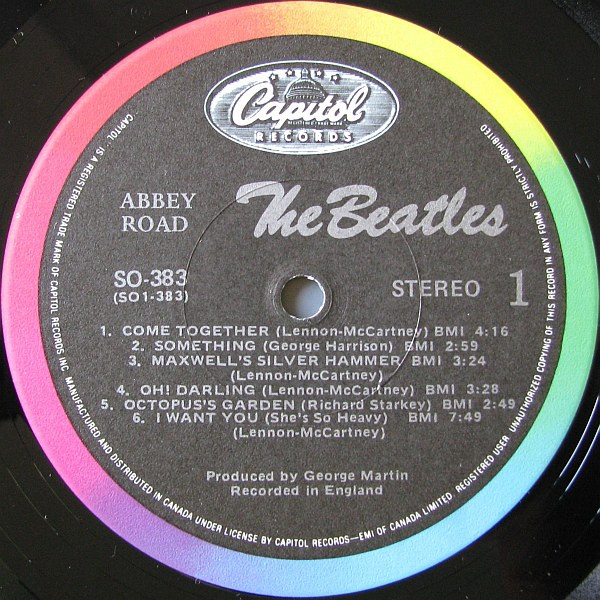 Capitol
RECORDS
ABBEY
ROAD
The Beatles
SO-383
(SO1-383)
STEREO 1
1. COME TOGETHER (Lennon-McCartney) BMI 4:16
2. SOMETHING (George Harrison) BMI 2:59
3. MAXWELL'S SILVER HAMMER BMI 3:24
(Lennon-McCartney)
4. OH! DARLING (Lennon-McCartney) BMI 3:28
5. OCTOPUS'S GARDEN (Richard Starkey) BMI 2:49
6. I WANT YOU (She's So Heavy) BMI 7:49
(Lennon-McCartney)
Produced by George Martin
Recorded in England
CAPITOL IS A REGISTERED TRADE MARK OF CAPITOL RECORDS INC. MANUFACTURED AND DISTRIBUTED IN CANADA UNDER LICENSE BY CAPITOL RECORDS—EMI OF CANADA LIMITED. REGISTERED USER. UNAUTHORIZED COPYING OF THIS RECORD IN ANY FORM IS STRICTLY PROHIBITED